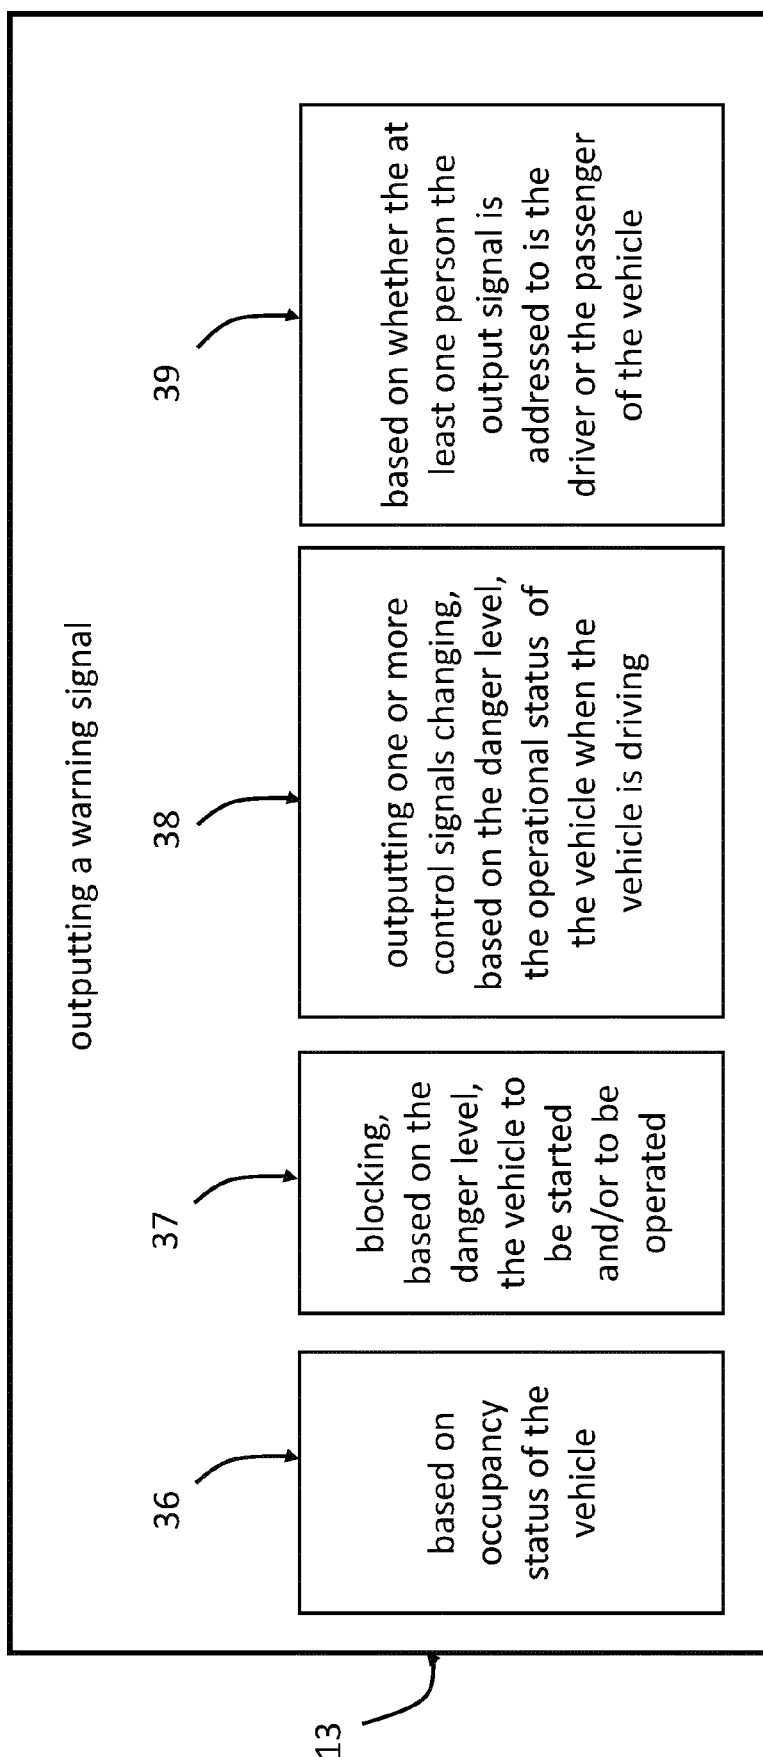 outputting a warning signal
13
36
based on
occupancy
status of the
vehicle
37
blocking,
based on the
danger level,
the vehicle to
be started
and/or to be
operated
38
outputting one or more
control signals changing,
based on the danger level,
the operational status of
the vehicle when the
vehicle is driving
39
based on whether the at
least one person the
output signal is
addressed to is the
driver or the passenger
of the vehicle